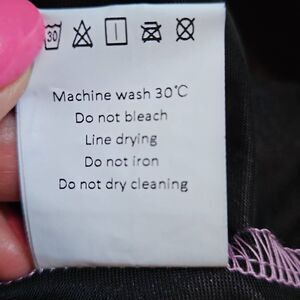 30
Machine wash 30°C
Do not bleach
Line drying
Do not iron
Do not dry cleaning